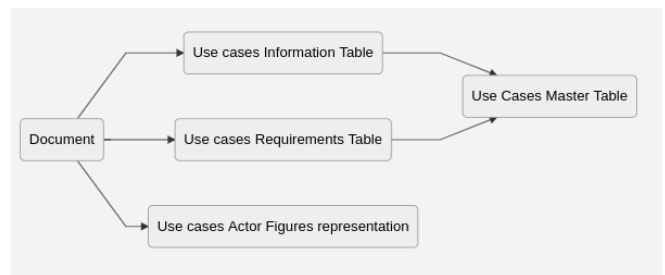 Use cases Information Table
Use Cases Master Table
Document
Use cases Requirements Table
Use cases Actor Figures representation